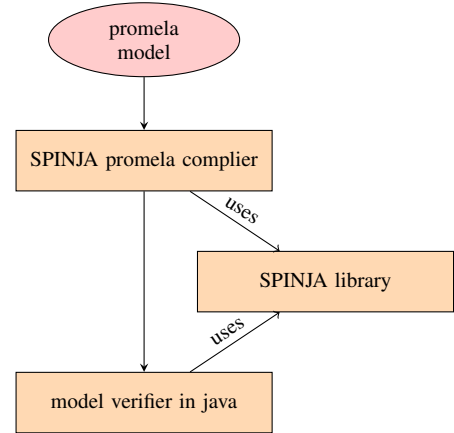 promela
model
SPINJA promela complier
uses
SPINJA library
uses
model verifier in java